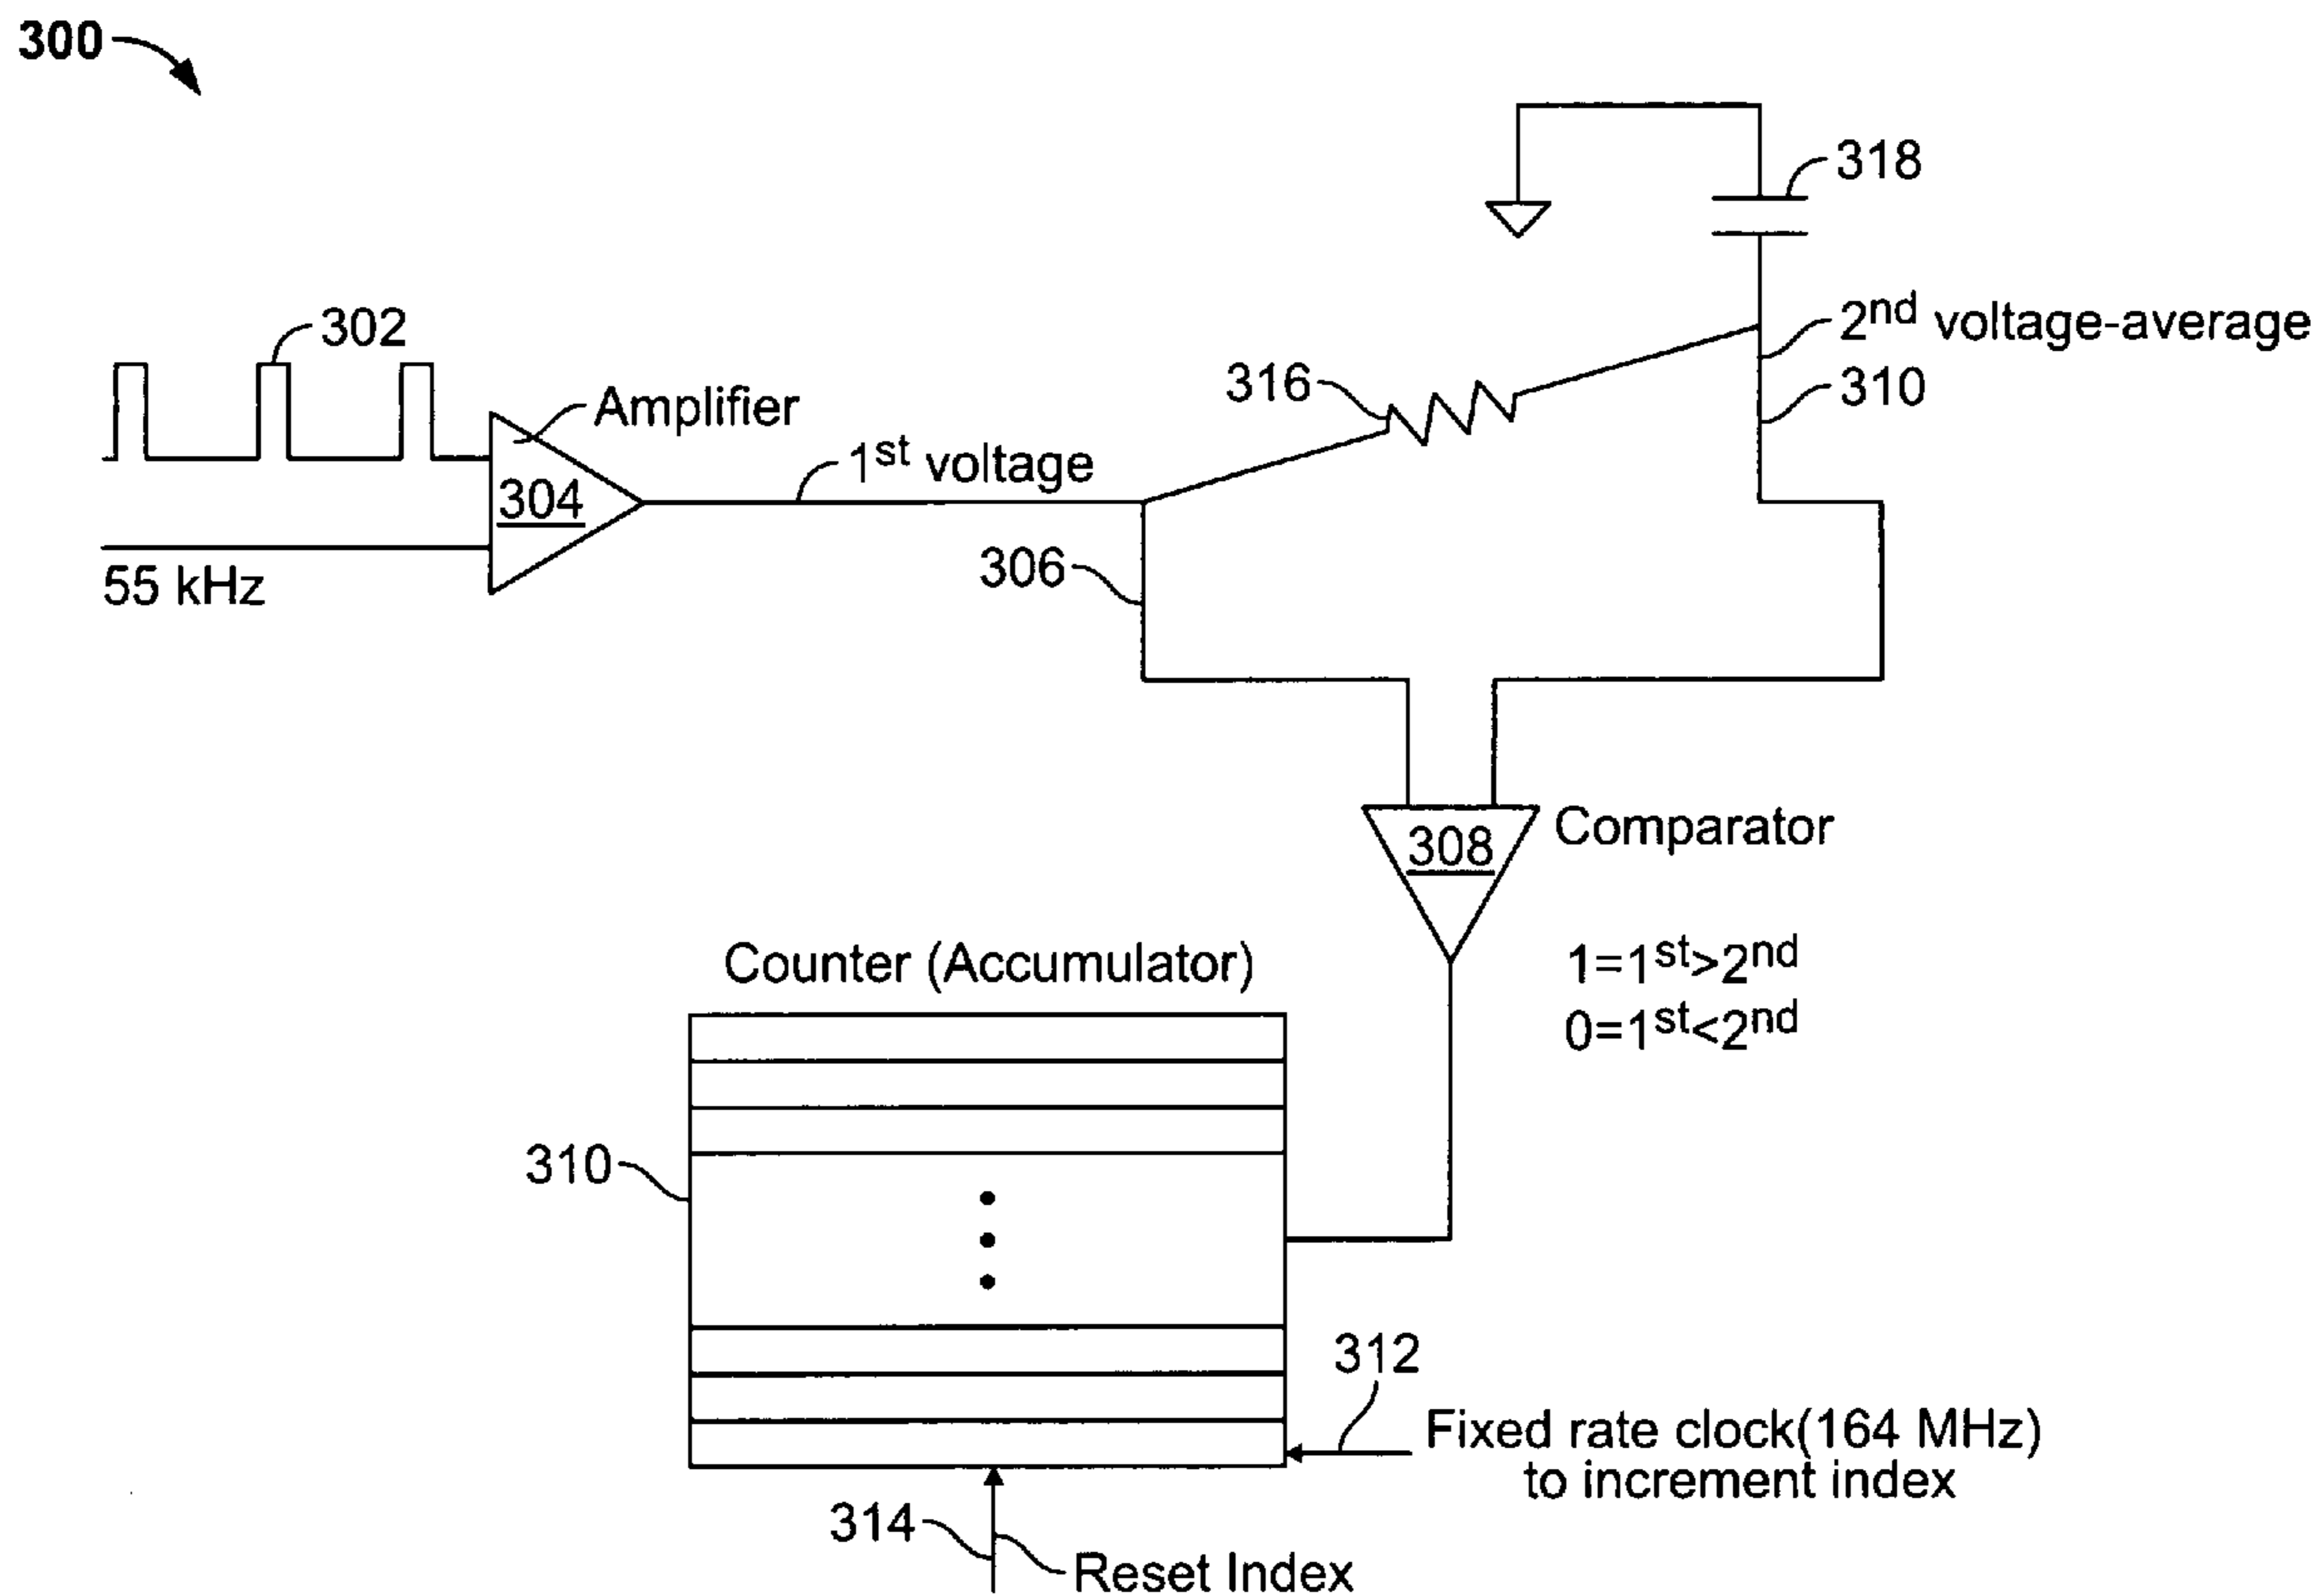 300
318
302
2nd voltage-average
316
310
Amplifier
1st voltage
304
306
55 kHz
308
Comparator
Counter (Accumulator)
1=1st>2nd
0=1st<2nd
310
312
Fixed rate clock(164 MHz)
to increment index
314
Reset Index